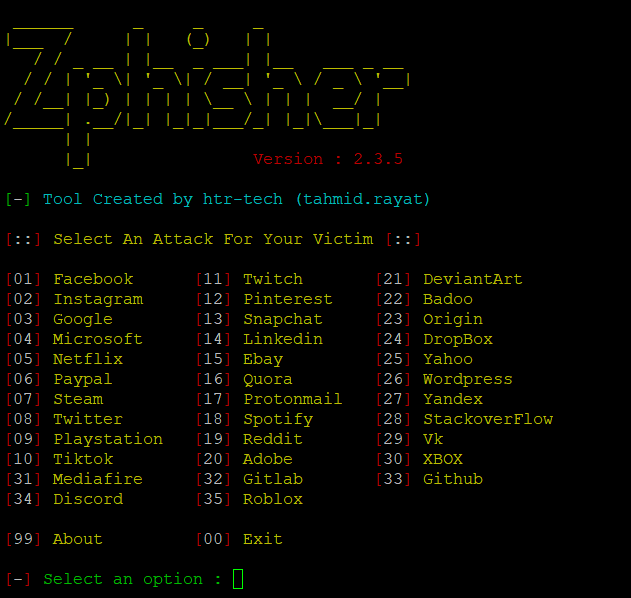 Zphisher
Version : 2.3.5
[-] Tool Created by htr-tech (tahmid.rayat)
[::] Select An Attack For Your Victim [::]
[01] Facebook [11] Twitch [21] DeviantArt
[02] Instagram [12] Pinterest [22] Badoo
[03] Google [13] Snapchat [23] Origin
[04] Microsoft [14] Linkedin [24] DropBox
[05] Netflix [15] Ebay [25] Yahoo
[06] Paypal [16] Quora [26] Wordpress
[07] Steam [17] Protonmail [27] Yandex
[08] Twitter [18] Spotify [28] StackoverFlow
[09] Playstation [19] Reddit [29] Vk
[10] Tiktok [20] Adobe [30] XBOX
[31] Mediafire [32] Gitlab [33] Github
[34] Discord [35] Roblox
[99] About [00] Exit
[-] Select an option :